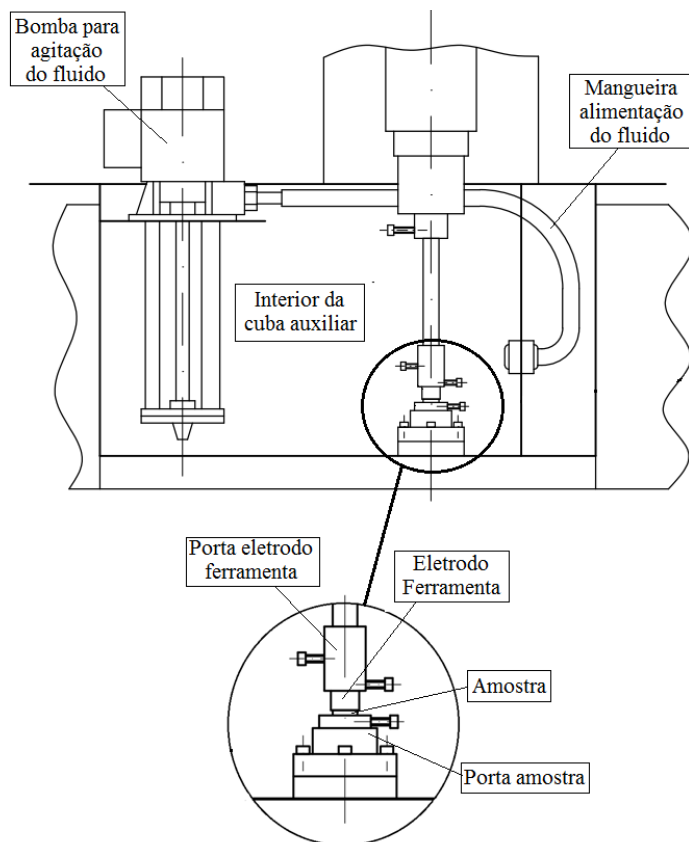 Bomba para
agitação
do fluido
Mangueira
alimentação
do fluido
Interior da
cuba auxiliar
Porta eletrodo
ferramenta
Eletrodo
Ferramenta
Amostra
Porta amostra